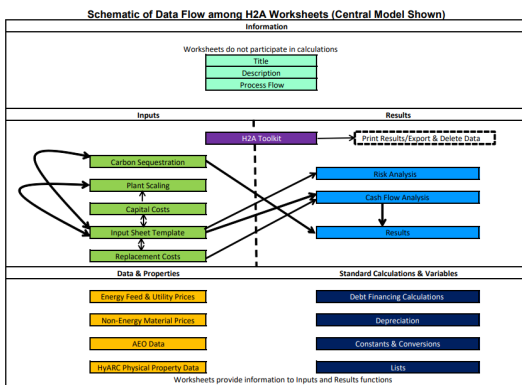 Schematic of Data Flow among H2A Worksheets (Central Model Shown)
Information
Worksheets do not participate in calculations
Title
Description
Process Flow
Inputs
Results
H2A Toolkit
Print Results/Export & Delete Data
Carbon Sequestration
Plant Scaling
Capital Costs
Input Sheet Template
Replacement Costs
Risk Analysis
Cash Flow Analysis
Results
Data & Properties
Standard Calculations & Variables
Energy Feed & Utility Prices
Non-Energy Material Prices
AEO Data
HyARC Physical Property Data
Debt Financing Calculations
Depreciation
Constants & Conversions
Lists
Worksheets provide information to Inputs and Results functions